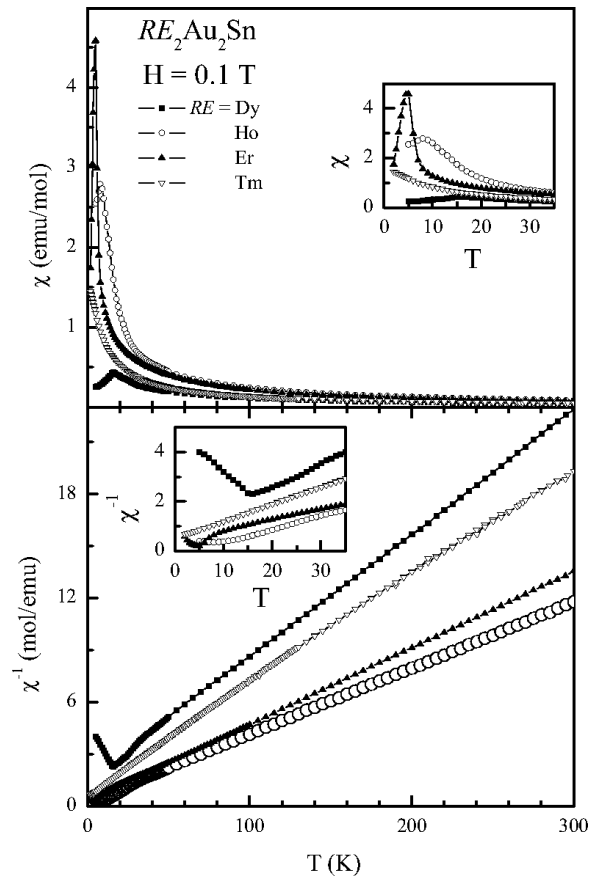 RE₂Au₂Sn
H = 0.1 T
RE = Dy
Ho
Er
Tm
χ (emu/mol)
4
3
2
1
χ
4
2
0
0 10 20 30
T
χ⁻¹ (mol/emu)
18
12
6
0
χ⁻¹
4
2
0
0 10 20 30
T
0 100 200 300
T (K)